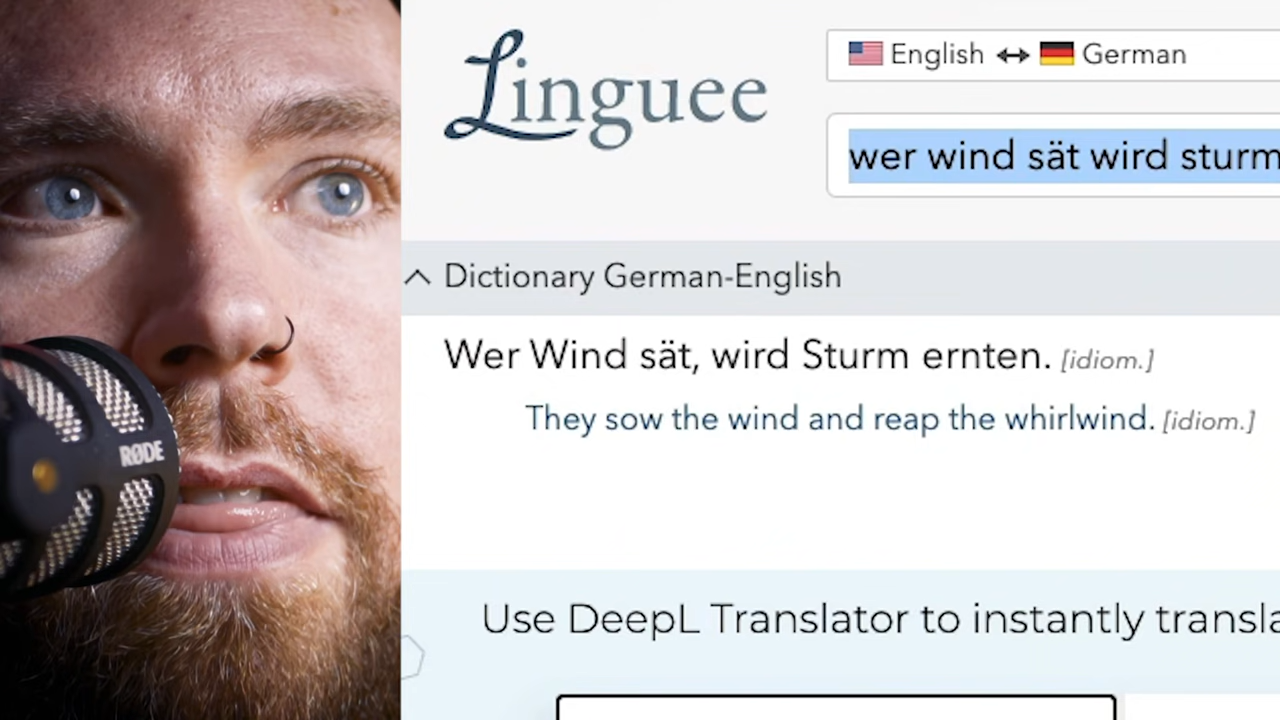 Linguee
English ↔ German
wer wind sät wird sturm
Dictionary German-English
Wer Wind sät, wird Sturm ernten. [idiom.]
They sow the wind and reap the whirlwind. [idiom.]
Use DeepL Translator to instantly transla
RØDE